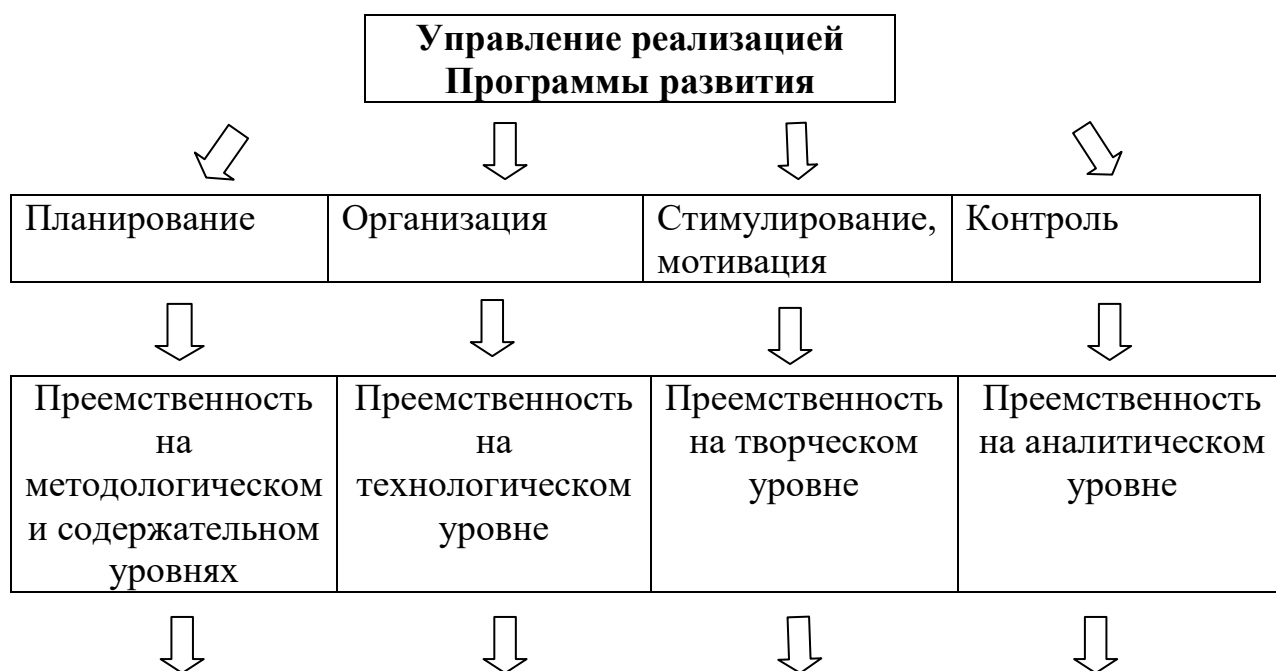 Управление реализацией
Программы развития
Планирование
Организация
Стимулирование,
мотивация
Контроль
Преемственность
на
методологическом
и содержательном
уровнях
Преемственность
на
технологическом
уровне
Преемственность
на творческом
уровне
Преемственность
на аналитическом
уровне